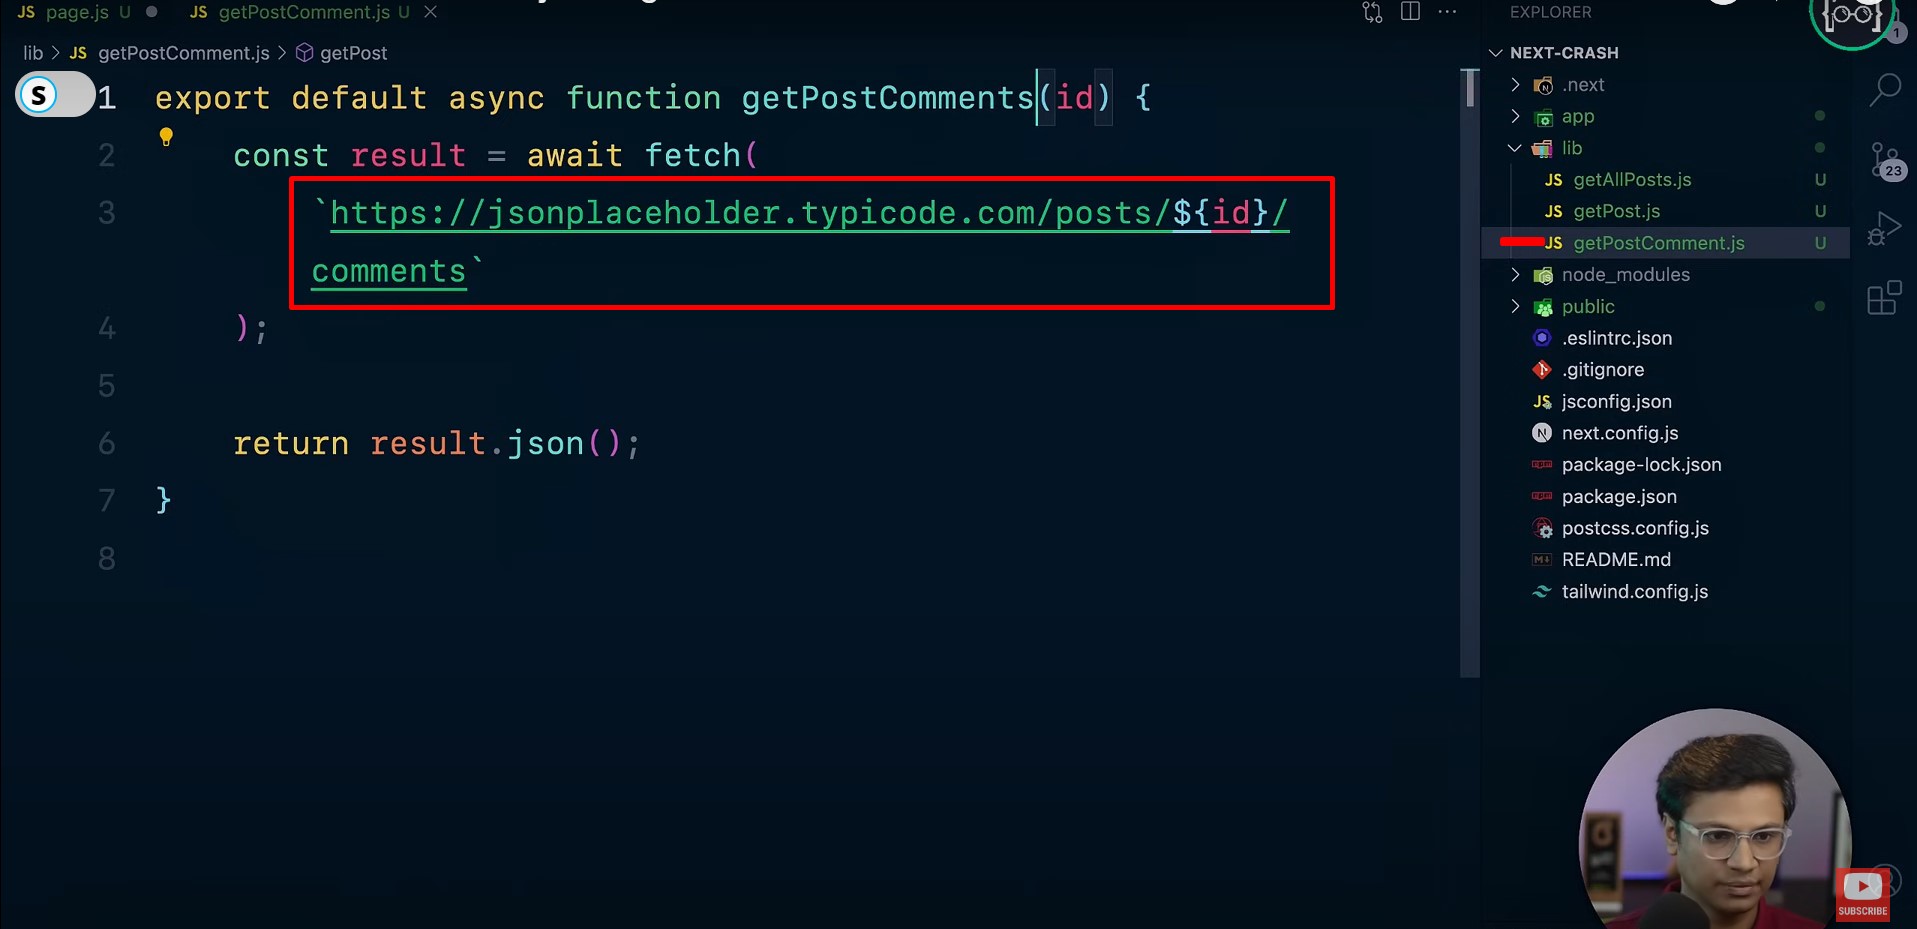 JS page.js U
JS getPostComment.js U
lib > JS getPostComment.js > getPost
S
1 export default async function getPostComments(id) {
2 const result = await fetch(
3 `https://jsonplaceholder.typicode.com/posts/${id}/
comments`
4 );
5
6 return result.json();
7 }
8
EXPLORER
NEXT-CRASH
.next
app
lib
JS getAllPosts.js U
JS getPost.js U
JS getPostComment.js U
node_modules
public
.eslintrc.json
.gitignore
JS jsconfig.json
N next.config.js
package-lock.json
package.json
postcss.config.js
README.md
tailwind.config.js
1
23
SUBSCRIBE